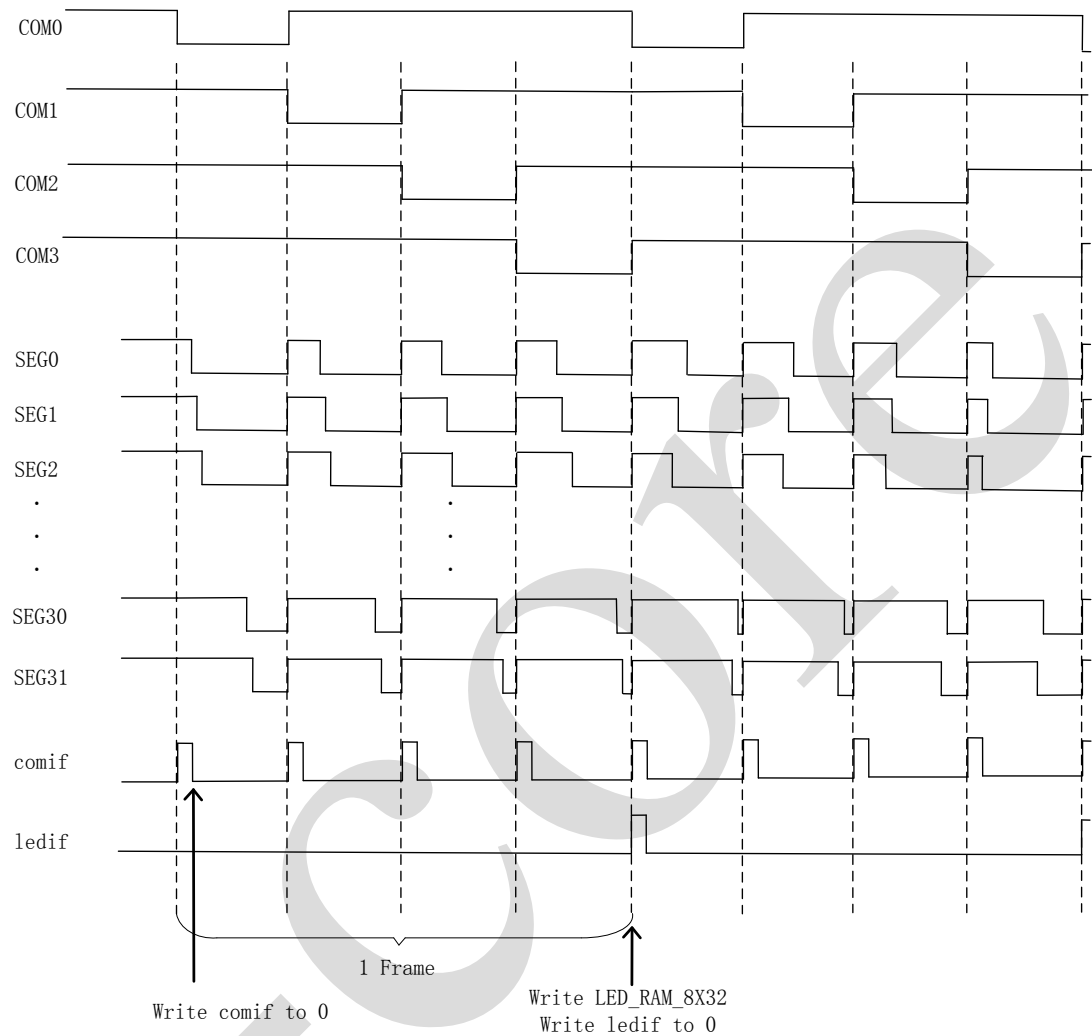 COM0
COM1
COM2
COM3
SEG0
SEG1
SEG2
.
.
.
.
.
.
SEG30
SEG31
comif
ledif
1 Frame
Write comif to 0
Write LED_RAM_8X32
Write ledif to 0
core